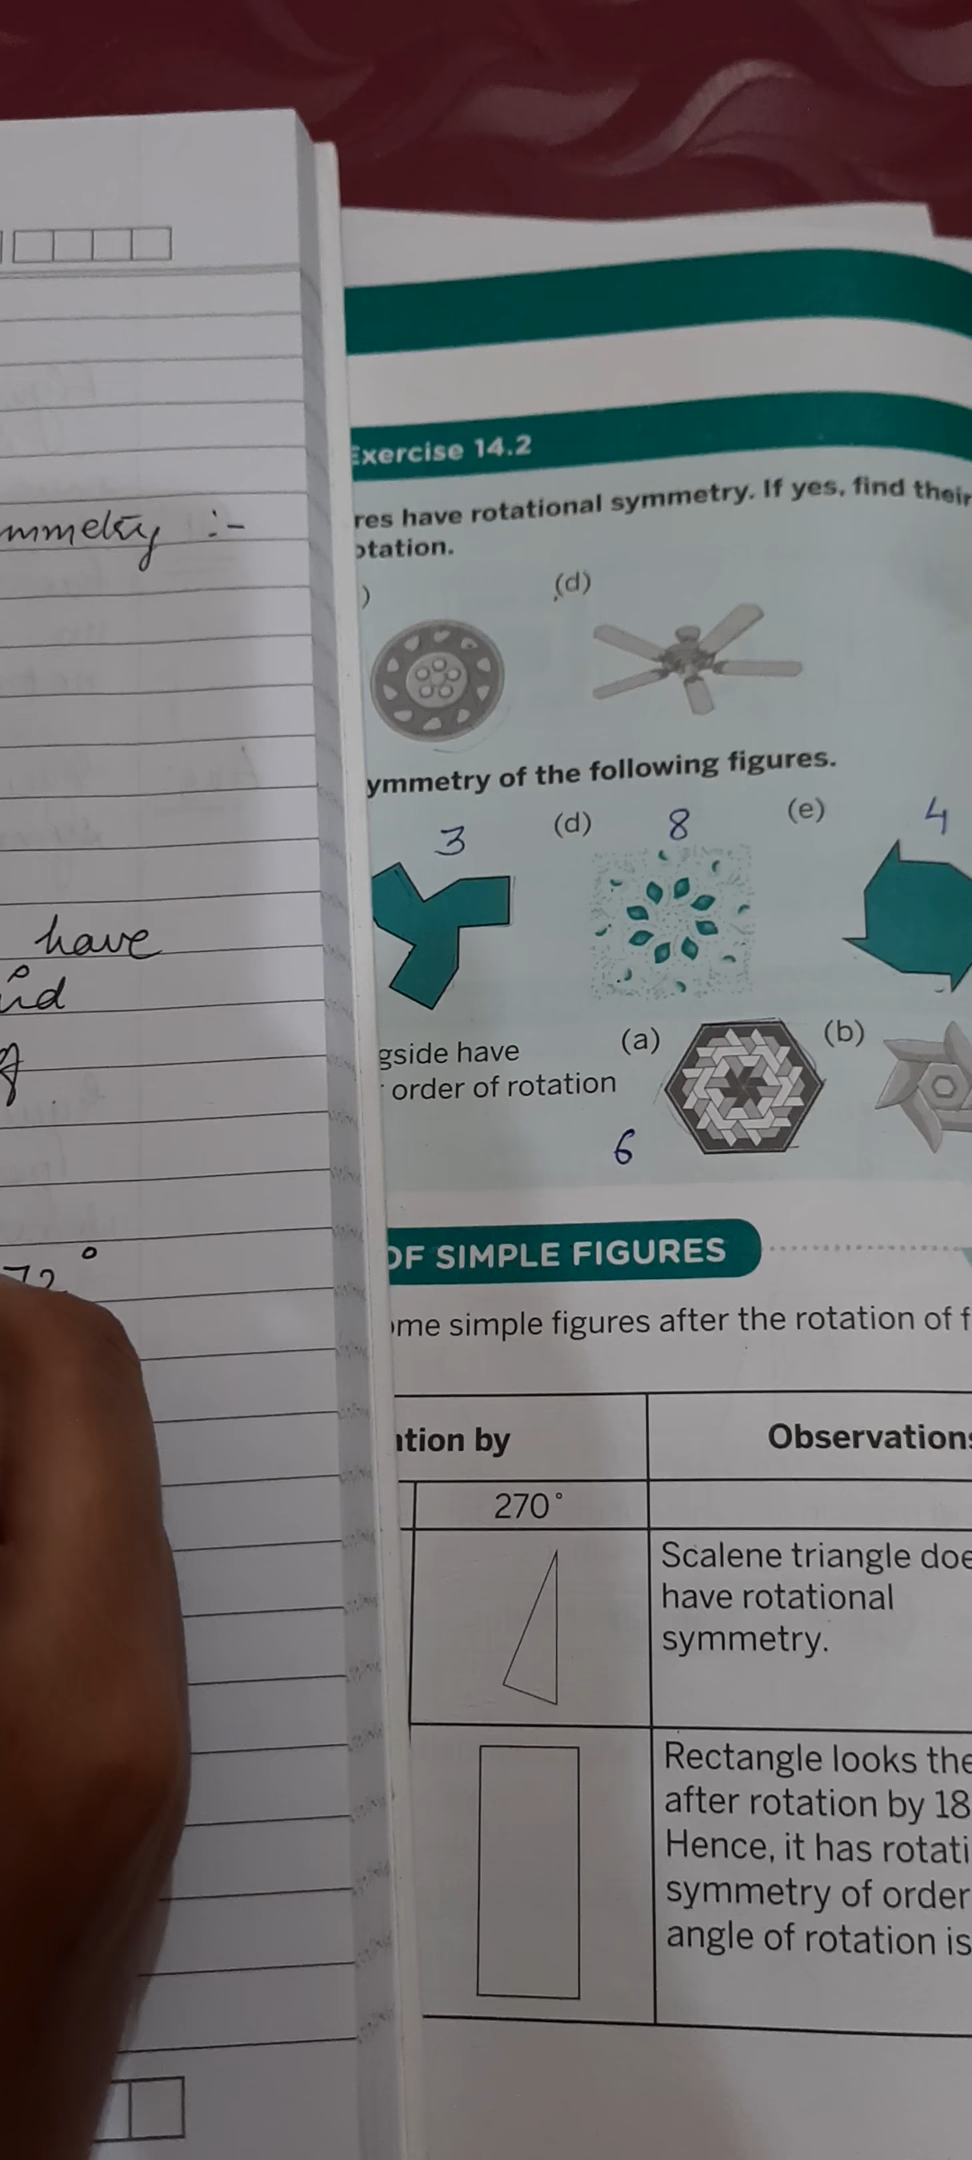 mmetry :-
have
72°
Exercise 14.2
res have rotational symmetry. If yes, find their
otation.
)
(d)
ymmetry of the following figures.
3
(d)
8
(e)
4
gside have
order of rotation
(a)
(b)
6
OF SIMPLE FIGURES
me simple figures after the rotation of f
ation by
Observations
270°
Scalene triangle doe
have rotational
symmetry.
Rectangle looks the
after rotation by 18
Hence, it has rotati
symmetry of order
angle of rotation is